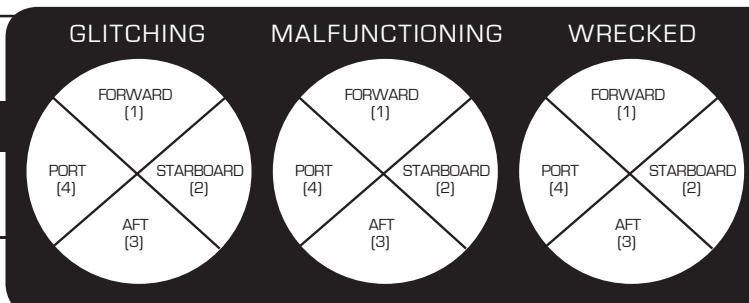 GLITCHING MALFUNCTIONING WRECKED
FORWARD FORWARD FORWARD
(1) (1) (1)
PORT STARBOARD PORT STARBOARD PORT STARBOARD
(4) (2) (4) (2) (4) (2)
AFT AFT AFT
(3) (3) (3)